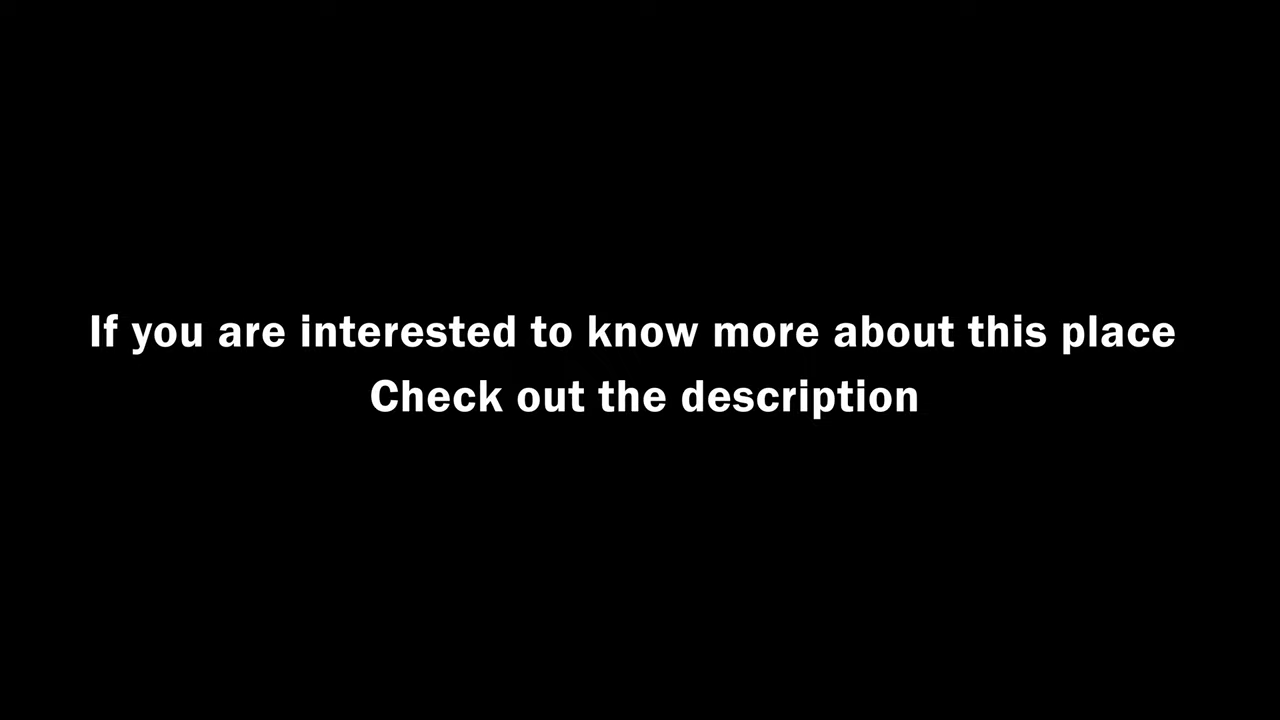 If you are interested to know more about this place
Check out the description